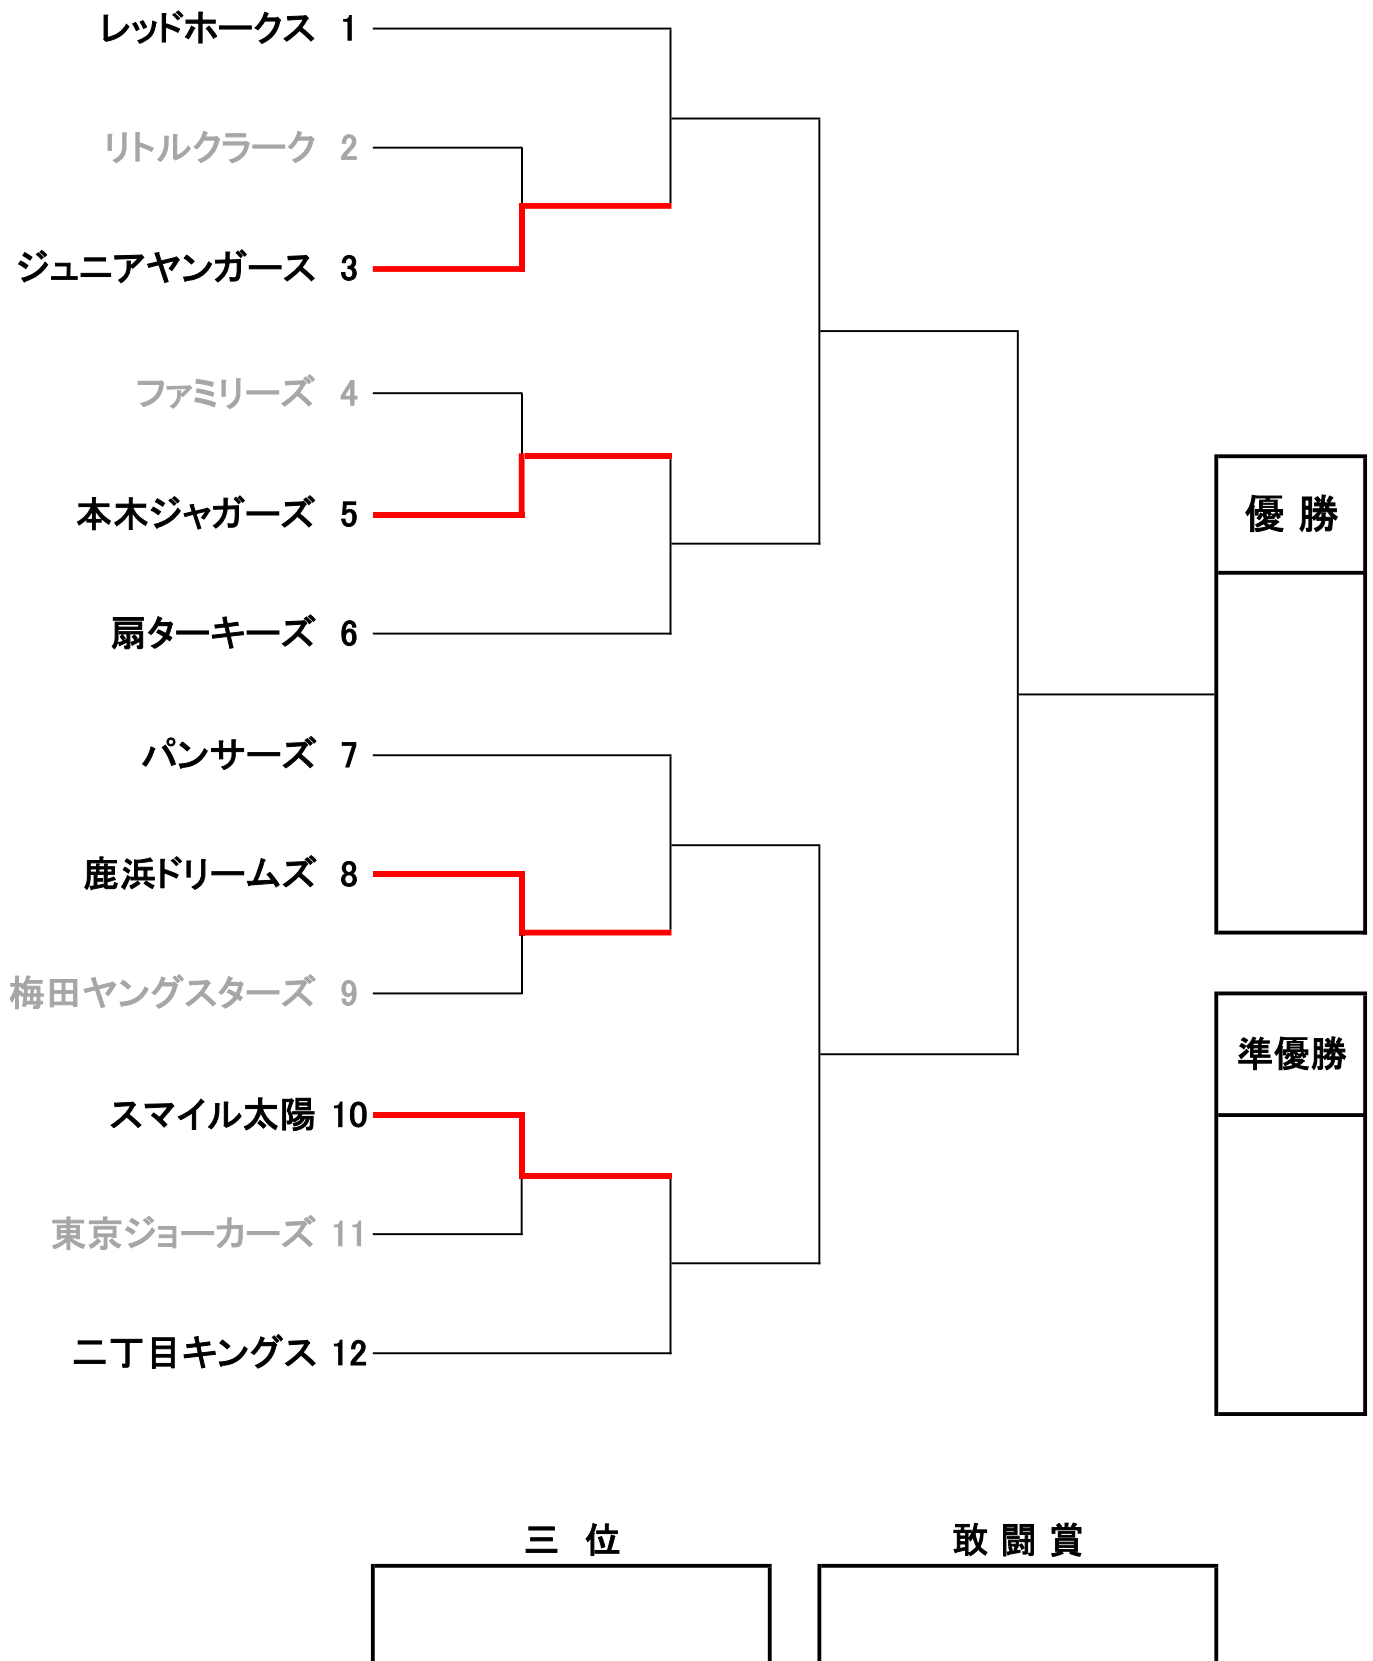 レッドホークス 1
リトルクラーク 2
ジュニアヤンガース 3
ファミリーズ 4
本木ジャガーズ 5
扇ターキーズ 6
パンサーズ 7
鹿浜ドリームズ 8
梅田ヤングスターズ 9
スマイル太陽 10
東京ジョーカーズ 11
二丁目キングス 12
優 勝
準優勝
三 位
敢 闘 賞